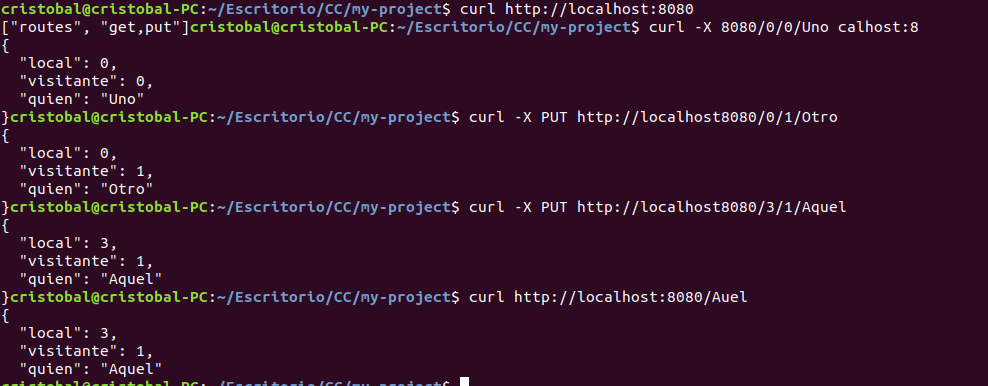 cristobal@cristobal-PC:~/Escritorio/CC/my-project$ curl http://localhost:8080
["routes", "get,put"]cristobal@cristobal-PC:~/Escritorio/CC/my-project$ curl -X 8080/0/0/Uno calhost:8
{
  "local": 0,
  "visitante": 0,
  "quien": "Uno"
}cristobal@cristobal-PC:~/Escritorio/CC/my-project$ curl -X PUT http://localhost8080/0/1/Otro
{
  "local": 0,
  "visitante": 1,
  "quien": "Otro"
}cristobal@cristobal-PC:~/Escritorio/CC/my-project$ curl -X PUT http://localhost8080/3/1/Aquel
{
  "local": 3,
  "visitante": 1,
  "quien": "Aquel"
}cristobal@cristobal-PC:~/Escritorio/CC/my-project$ curl http://localhost:8080/Auel
{
  "local": 3,
  "visitante": 1,
  "quien": "Aquel"
cristobal@cristobal-PC:~/Escritorio/CC/my-project$